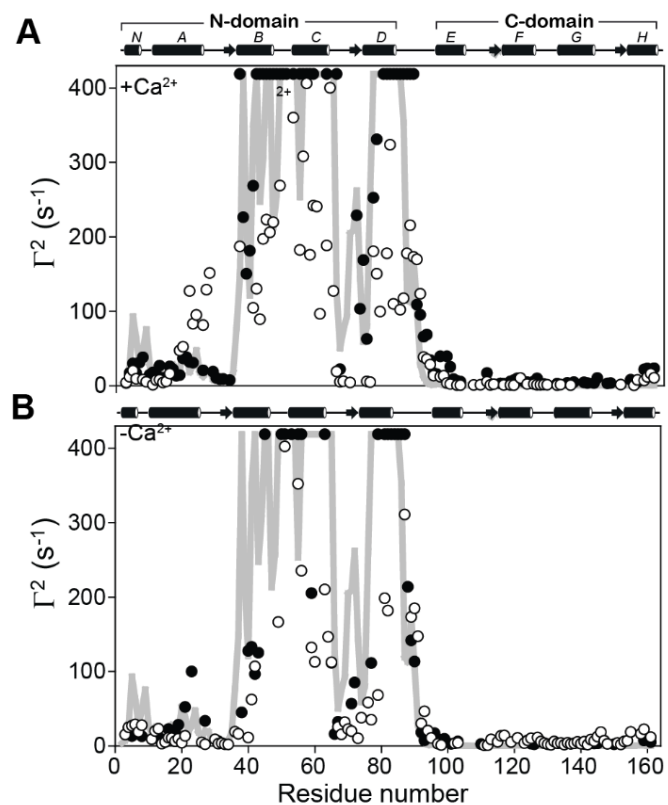 N-domain C-domain
A
N A B C D E F G H
+Ca²⁺
2+
400
300
200
100
0
Γ² (s⁻¹)
B
-Ca²⁺
400
300
200
100
0
Γ² (s⁻¹)
0 20 40 60 80 100 120 140 160
Residue number